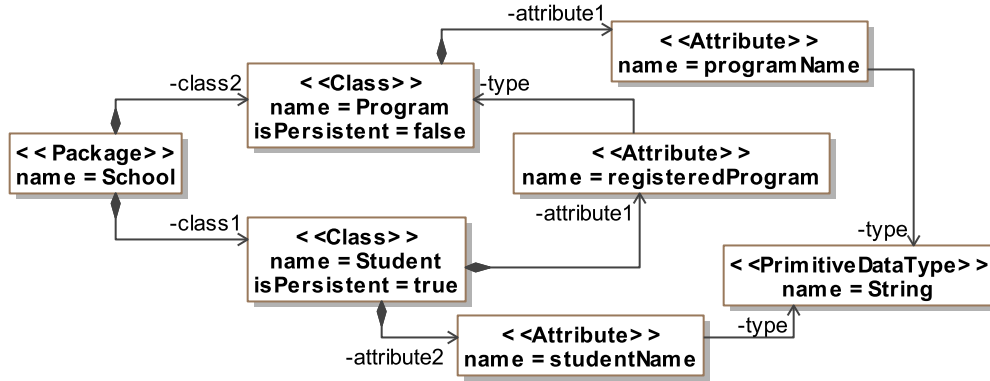 -attribute1
<<Attribute>>
name = programName
-class2
<<Class>>
name = Program
isPersistent = false
-type
<<Package>>
name = School
<<Attribute>>
name = registeredProgram
-class1
-attribute1
<<Class>>
name = Student
isPersistent = true
-type
<<PrimitiveDataType>>
name = String
-attribute2
<<Attribute>>
name = studentName
-type